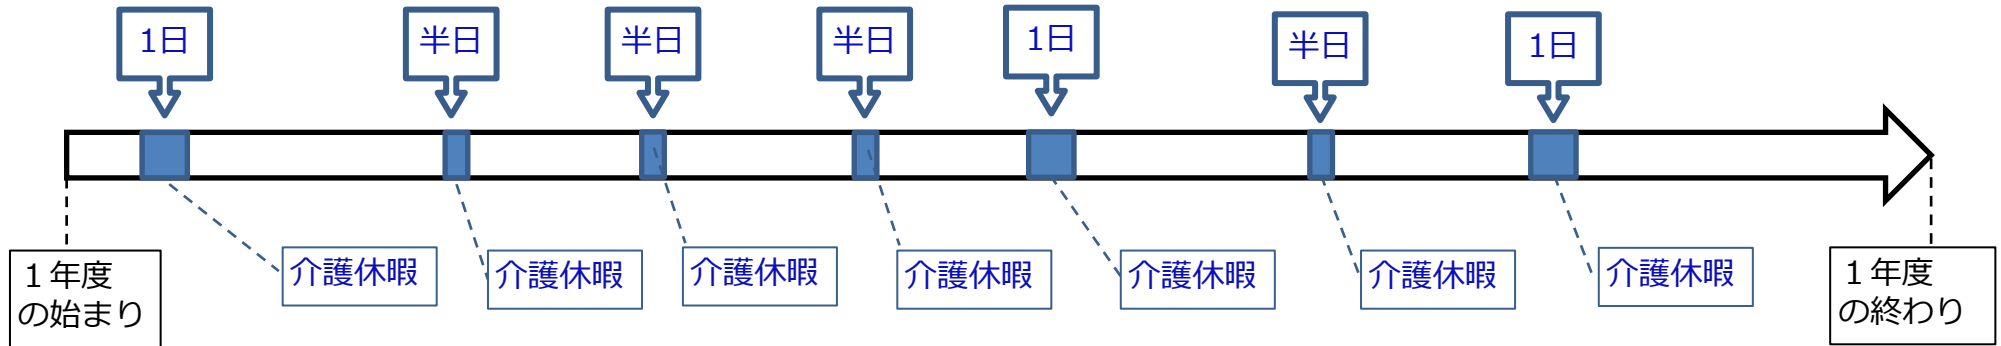 1日
半日
半日
半日
1日
半日
1日
介護休暇
介護休暇
介護休暇
介護休暇
介護休暇
介護休暇
介護休暇
１年度
の始まり
１年度
の終わり